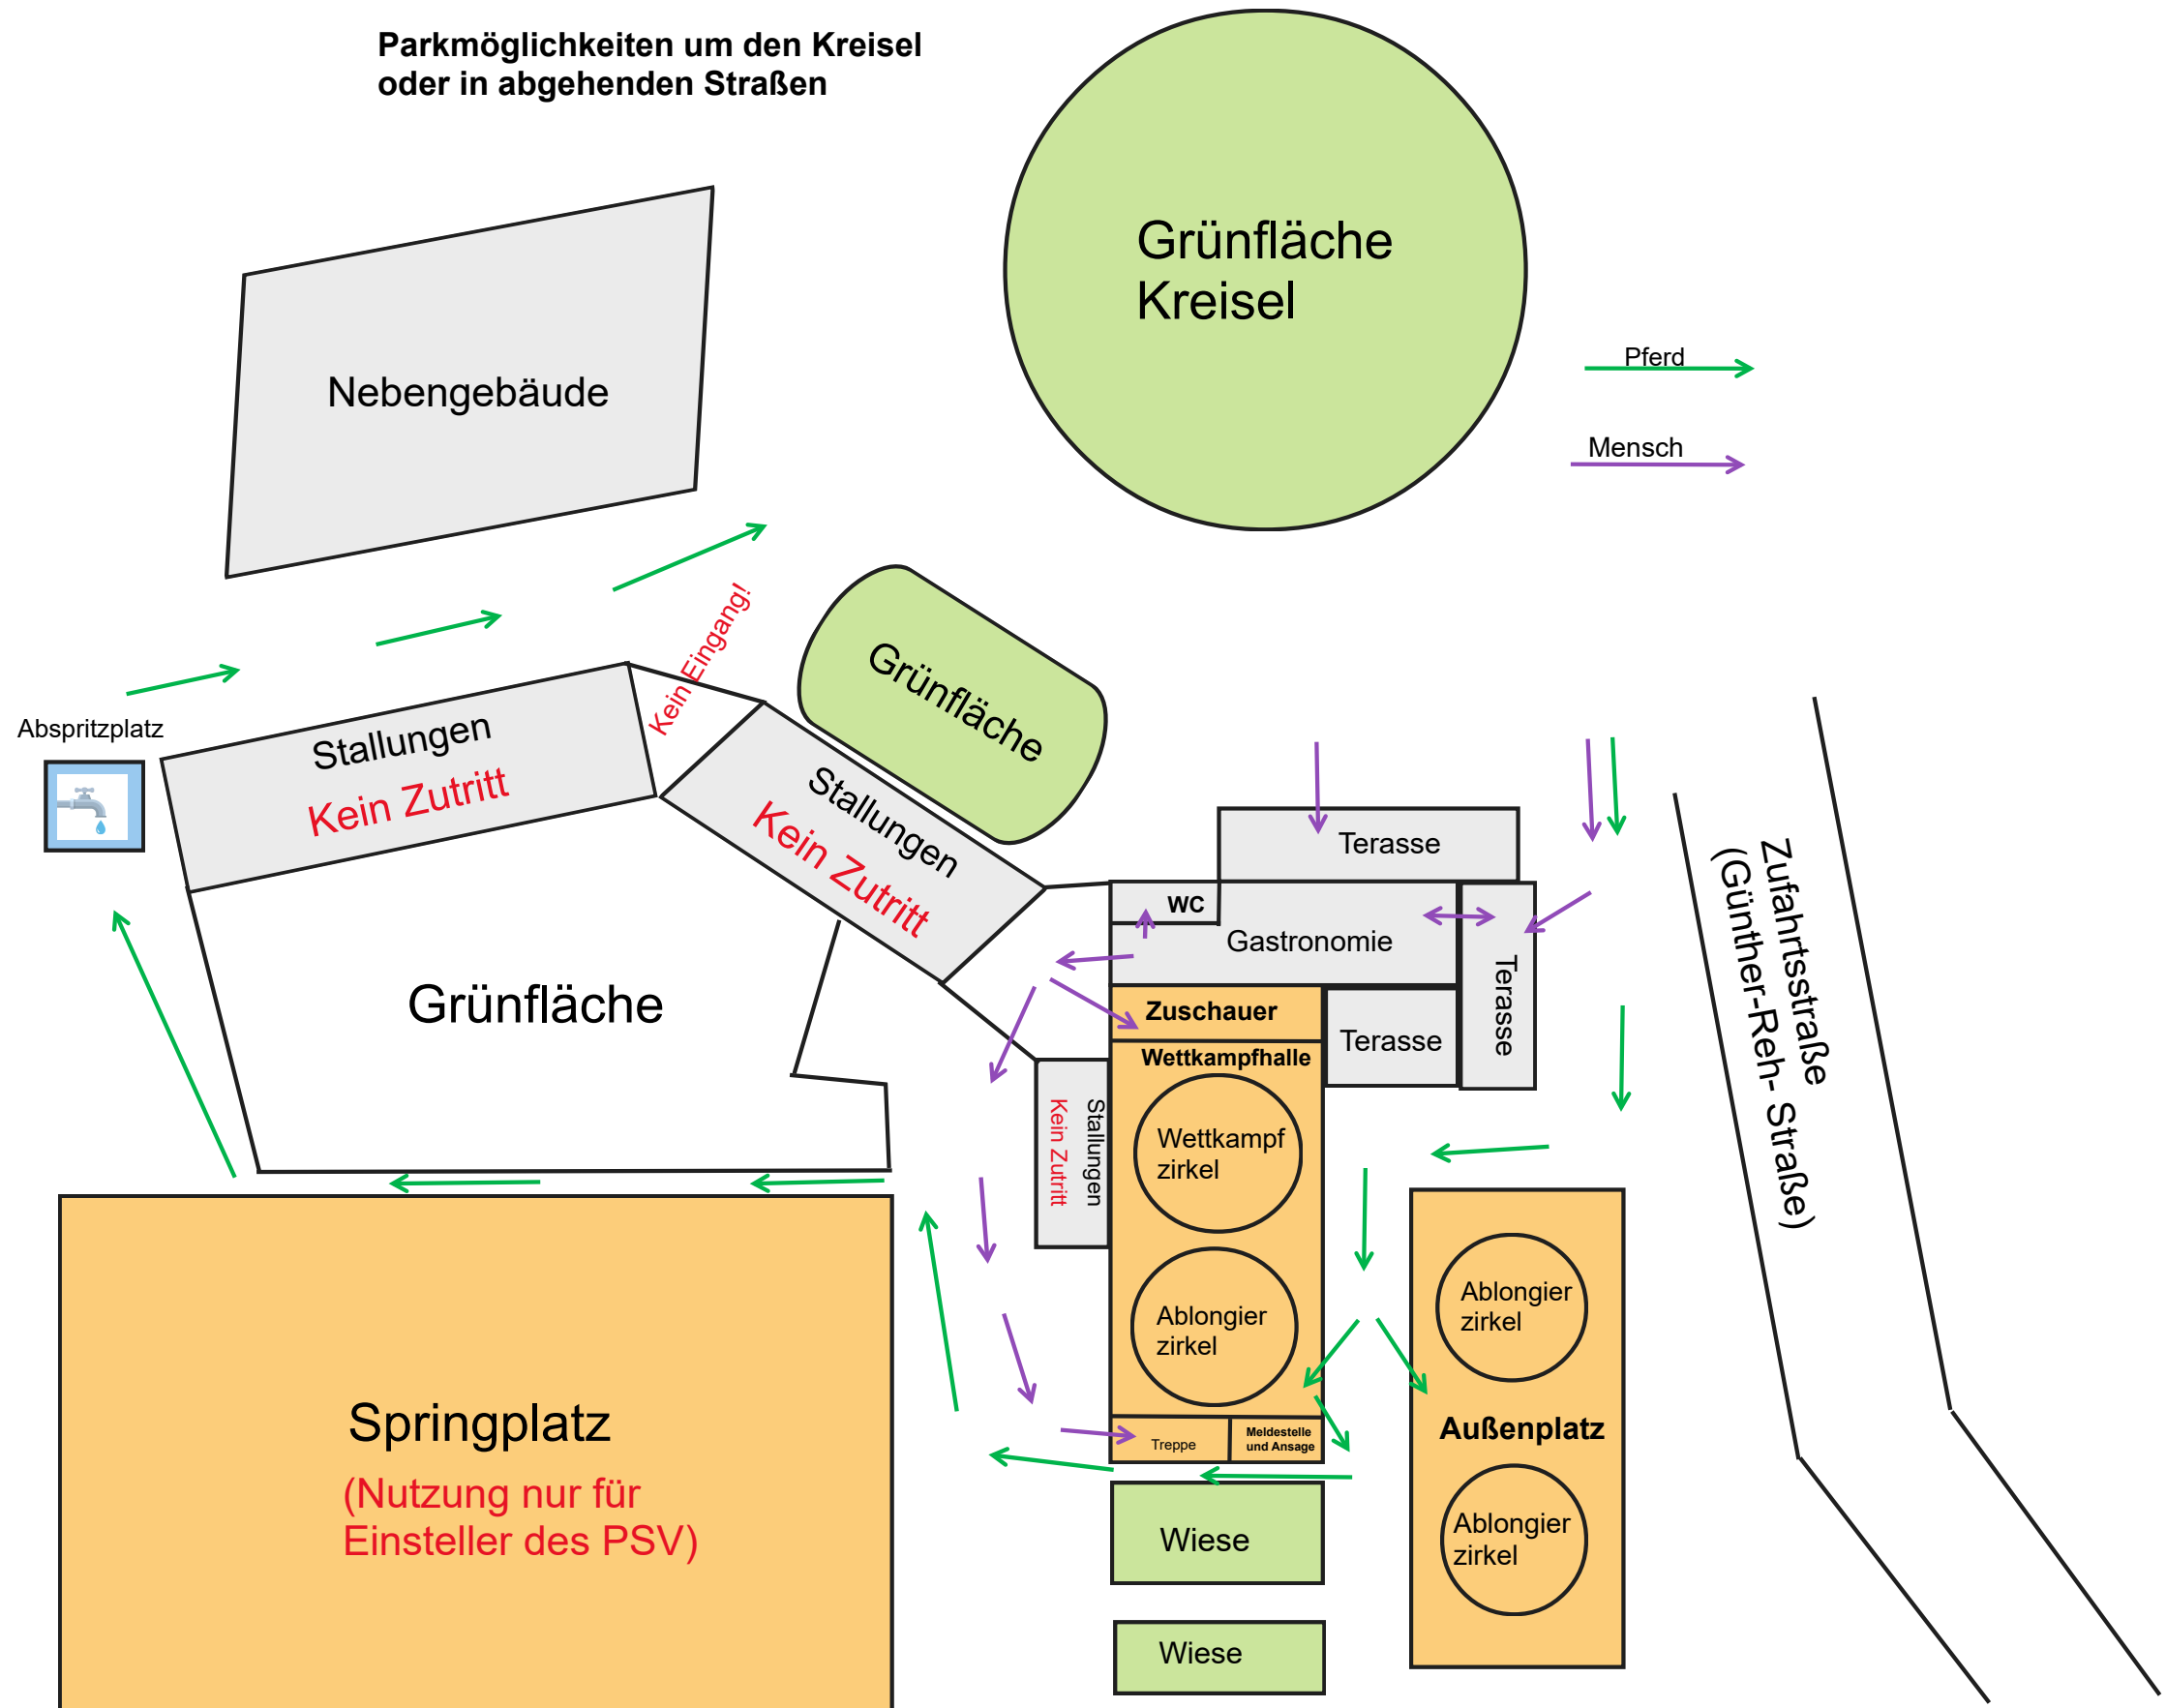 Parkmöglichkeiten um den Kreisel
oder in abgehenden Straßen
Grünfläche
Kreisel
Pferd
Mensch
Nebengebäude
Kein Eingang!
Grünfläche
Abspritzplatz
Stallungen
Kein Zutritt
Stallungen
Kein Zutritt
Terasse
WC
Gastronomie
Terasse
Zufahrtsstraße
(Günther-Reh- Straße)
Grünfläche
Zuschauer
Terasse
Wettkampfhalle
Wettkampf
zirkel
Stallungen
Kein Zutritt
Ablongier
zirkel
Ablongier
zirkel
Springplatz
(Nutzung nur für
Einsteller des PSV)
Treppe
Meldestelle
und Ansage
Außenplatz
Wiese
Ablongier
zirkel
Wiese